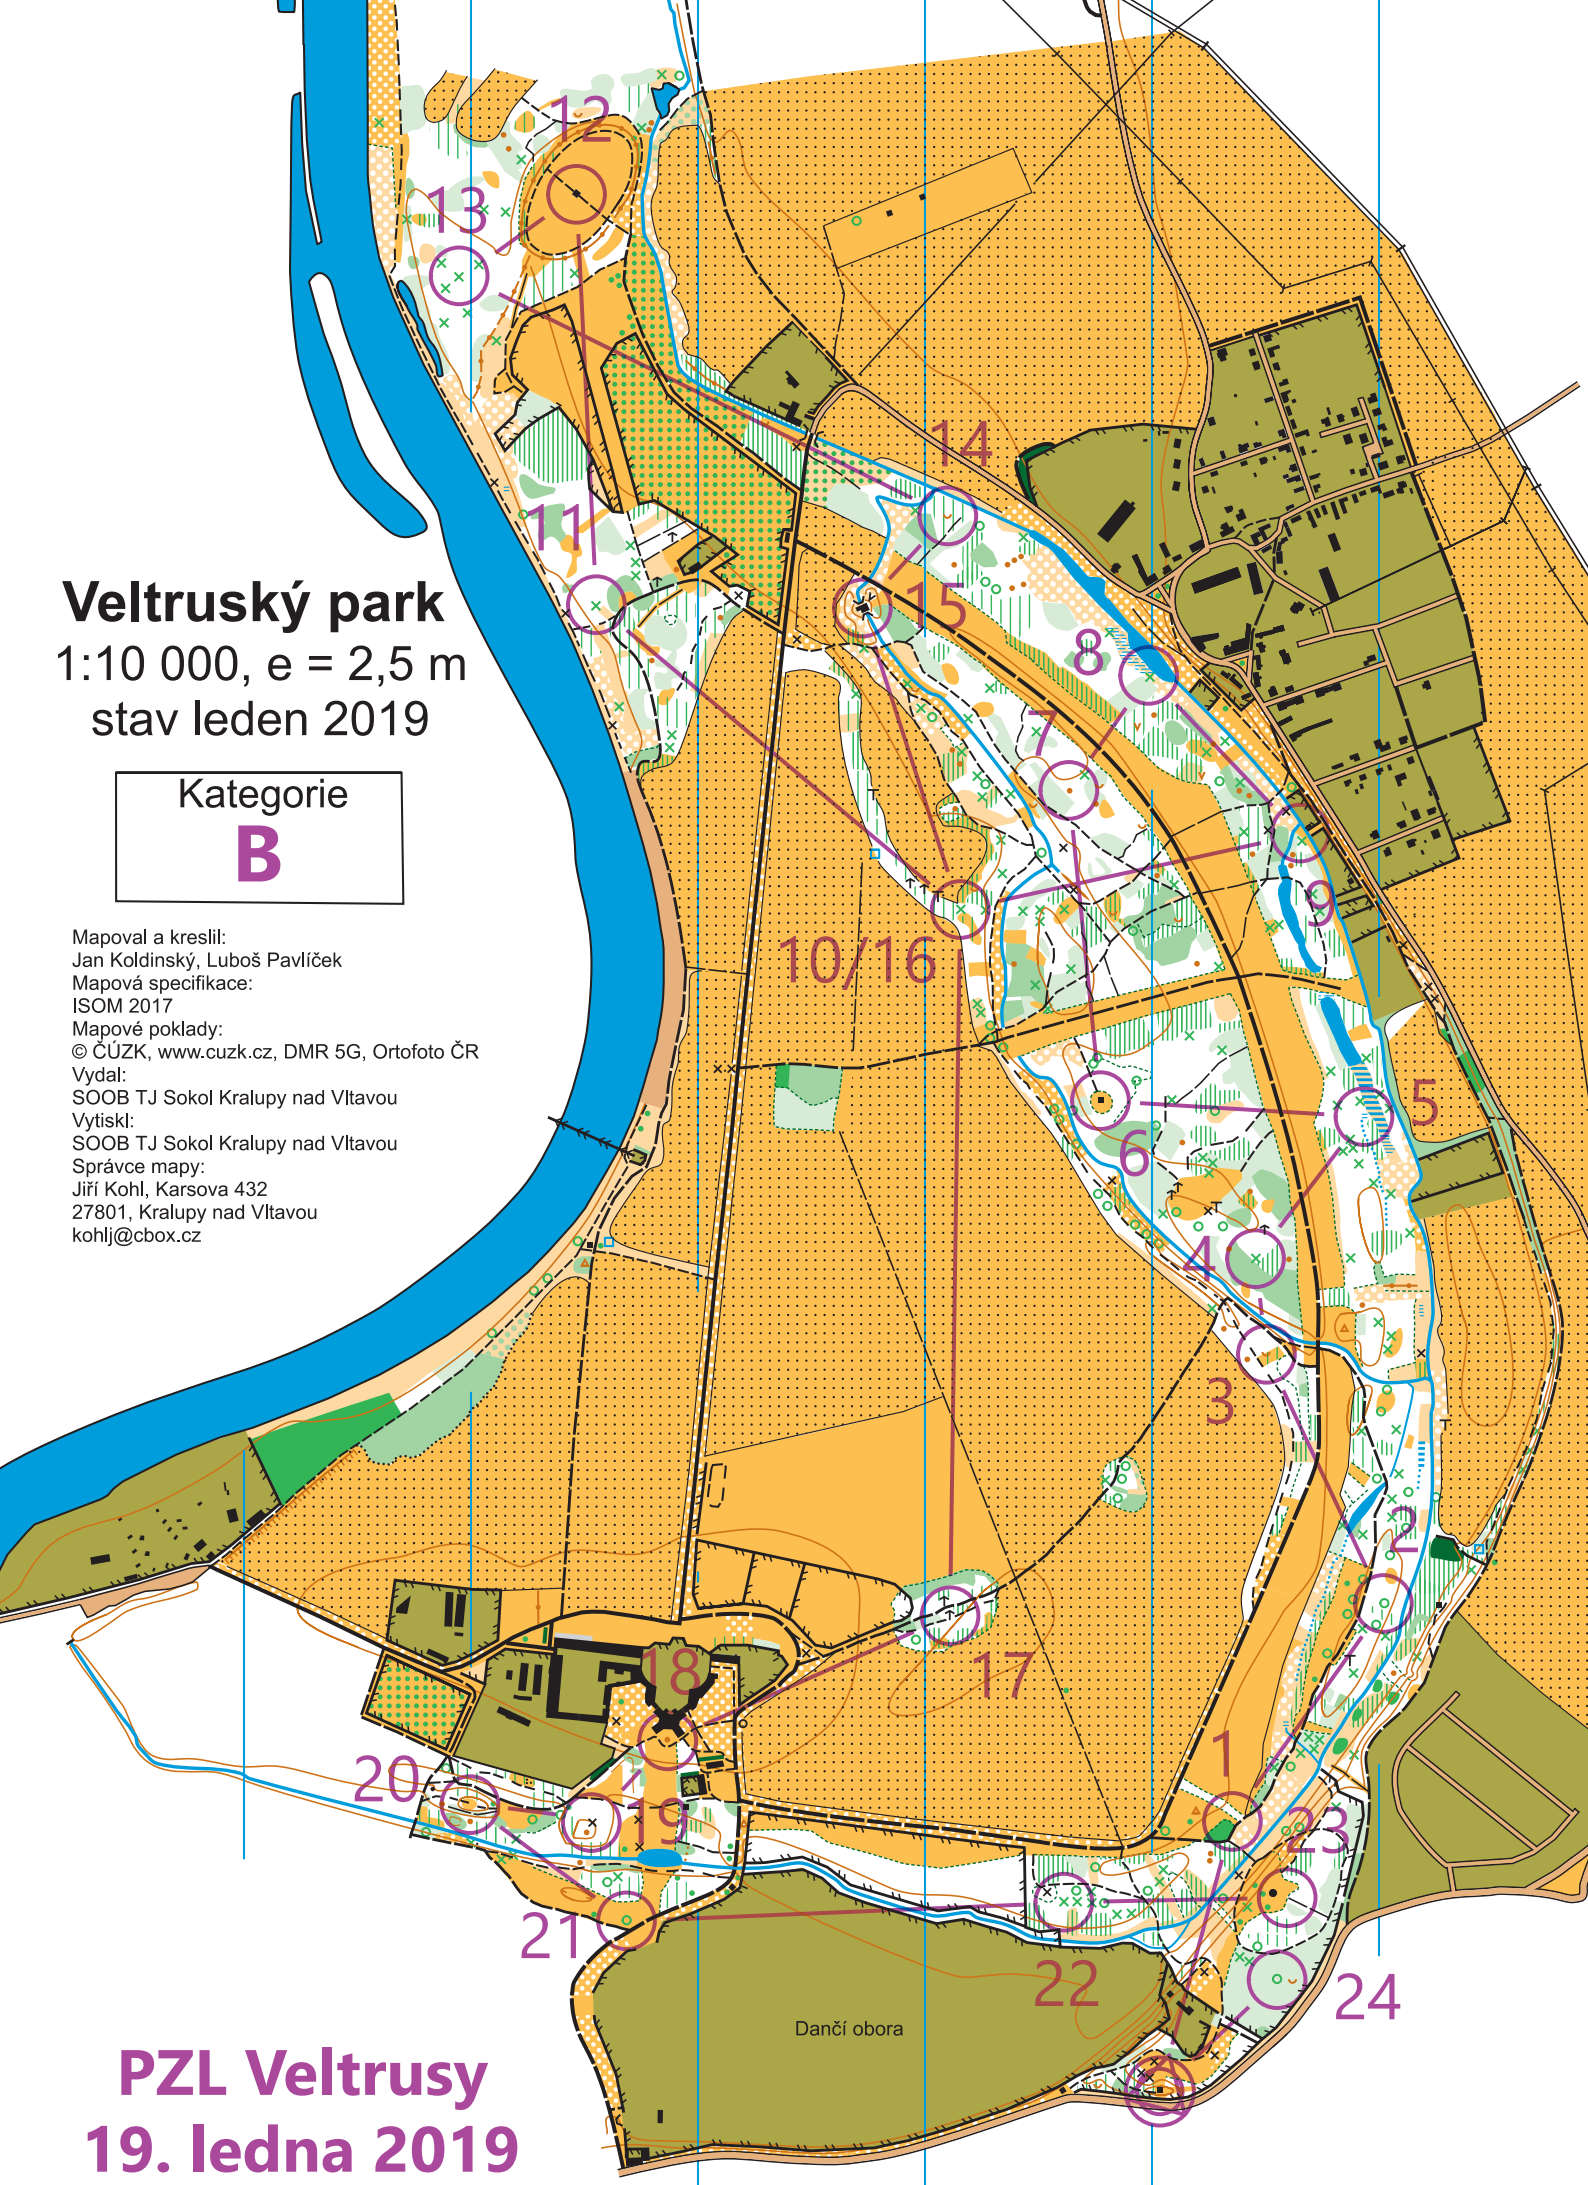 Veltruský park
1:10 000, e = 2,5 m
stav leden 2019
Kategorie
B
Mapoval a kreslil:
Jan Koldinský, Luboš Pavlíček
Mapová specifikace:
ISOM 2017
Mapové poklady:
© ČÚZK, www.cuzk.cz, DMR 5G, Ortofoto ČR
Vydal:
SOOB TJ Sokol Kralupy nad Vltavou
Vytiskl:
SOOB TJ Sokol Kralupy nad Vltavou
Správce mapy:
Jiří Kohl, Karsova 432
27801, Kralupy nad Vltavou
kohlj@cbox.cz
12
13
14
11
15
8
7
9
10/16
5
6
4
3
2
18
17
1
20
19
23
21
22
24
Dančí obora
PZL Veltrusy
19. ledna 2019